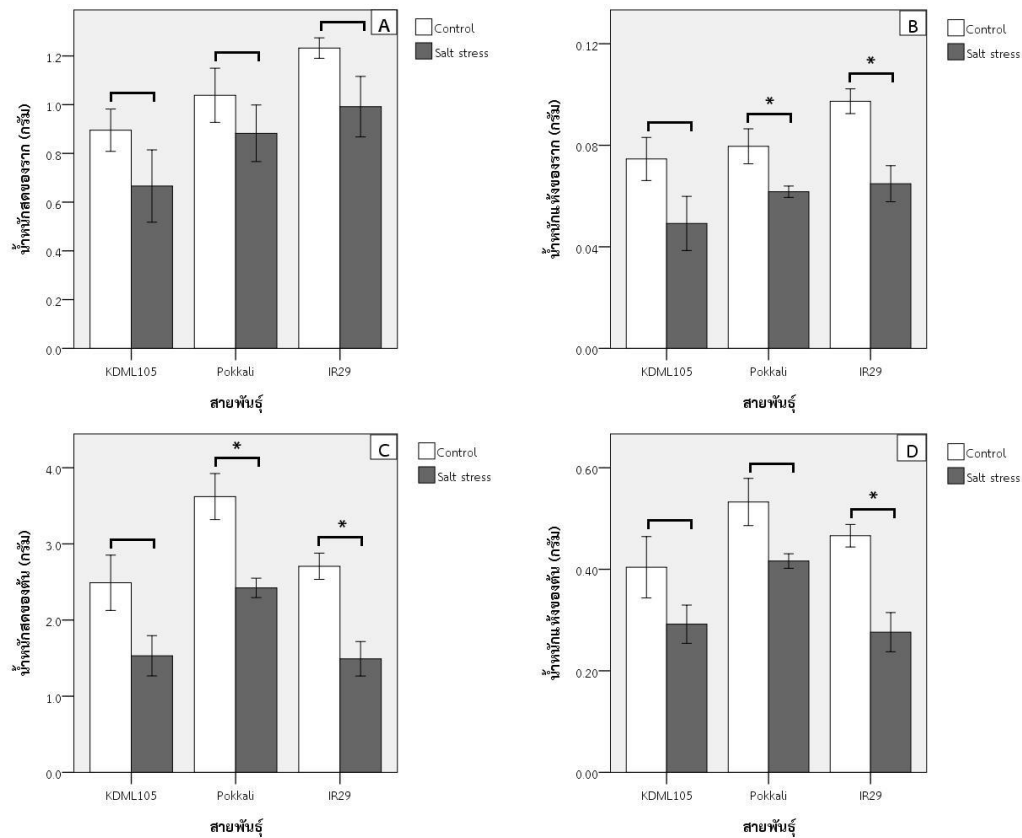 A
Control
Salt stress
น้ำหนักสดของราก (กรัม)
1.2
1.0
0.8
0.6
0.4
0.2
0.0
KDML105 Pokkali IR29
สายพันธุ์
B
Control
Salt stress
น้ำหนักแห้งของราก (กรัม)
0.12
0.08
0.04
0.00
* *
KDML105 Pokkali IR29
สายพันธุ์
C
Control
Salt stress
น้ำหนักสดของต้น (กรัม)
4.0
3.0
2.0
1.0
0.0
* *
KDML105 Pokkali IR29
สายพันธุ์
D
Control
Salt stress
น้ำหนักแห้งของต้น (กรัม)
0.60
0.40
0.20
0.00
*
KDML105 Pokkali IR29
สายพันธุ์